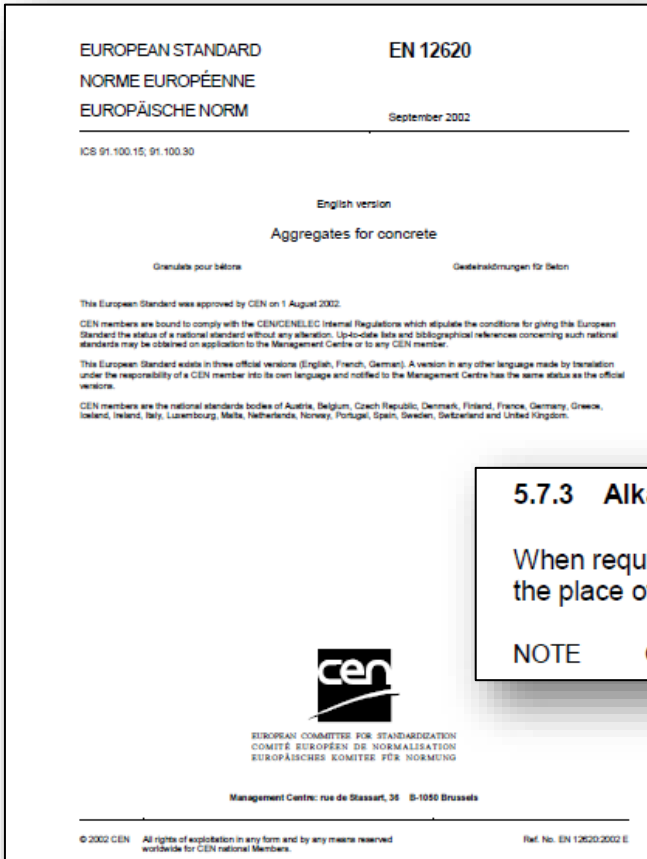 EUROPEAN STANDARD
EN 12620
NORME EUROPÉENNE
EUROPÄISCHE NORM
September 2002
ICS 91.100.15; 91.100.30
English version
Aggregates for concrete
Granulats pour bétons
Gesteinskörnungen für Beton
This European Standard was approved by CEN on 1 August 2002.
CEN members are bound to comply with the CEN/CENELEC Internal Regulations which stipulate the conditions for giving this European
Standard the status of a national standard without any alteration. Up-to-date lists and bibliographical references concerning such national
standards may be obtained on application to the Management Centre or to any CEN member.
This European Standard exists in three official versions (English, French, German). A version in any other language made by translation
under the responsibility of a CEN member into its own language and notified to the Management Centre has the same status as the official
versions.
CEN members are the national standards bodies of Austria, Belgium, Czech Republic, Denmark, Finland, France, Germany, Greece,
Iceland, Ireland, Italy, Luxembourg, Malta, Netherlands, Norway, Portugal, Spain, Sweden, Switzerland and United Kingdom.
5.7.3 Alka
When requi
the place o
NOTE
cen
EUROPEAN COMMITTEE FOR STANDARDIZATION
COMITÉ EUROPÉEN DE NORMALISATION
EUROPÄISCHES KOMITEE FÜR NORMUNG
Management Centre: rue de Stassart, 36 B-1050 Brussels
© 2002 CEN All rights of exploitation in any form and by any means reserved
worldwide for CEN national Members.
Ref. No. EN 12620:2002 E